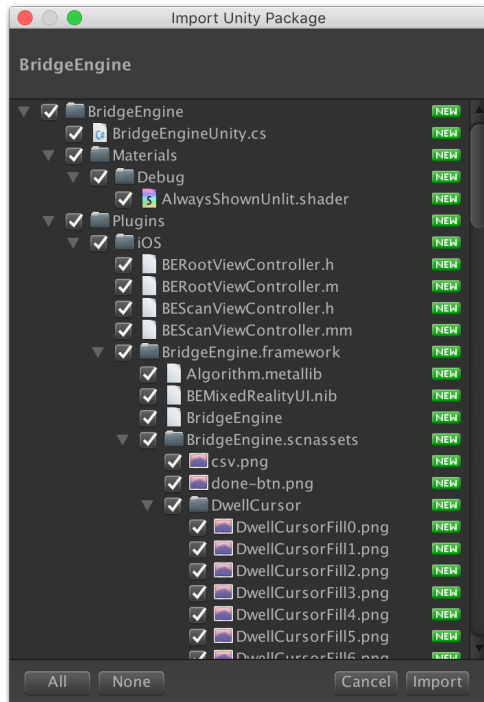 Import Unity Package
BridgeEngine
BridgeEngine NEW
C# BridgeEngineUnity.cs NEW
Materials NEW
Debug NEW
S AlwaysShownUnlit.shader NEW
Plugins NEW
iOS NEW
BERootViewController.h NEW
BERootViewController.m NEW
BEScanViewController.h NEW
BEScanViewController.mm NEW
BridgeEngine.framework NEW
Algorithm.metallib NEW
BEMixedRealityUI.nib NEW
BridgeEngine NEW
BridgeEngine.scnassets NEW
csv.png NEW
done-btn.png NEW
DwellCursor NEW
DwellCursorFill0.png NEW
DwellCursorFill1.png NEW
DwellCursorFill2.png NEW
DwellCursorFill3.png NEW
DwellCursorFill4.png NEW
DwellCursorFill5.png NEW
DwellCursorFill6.png NEW
All None Cancel Import